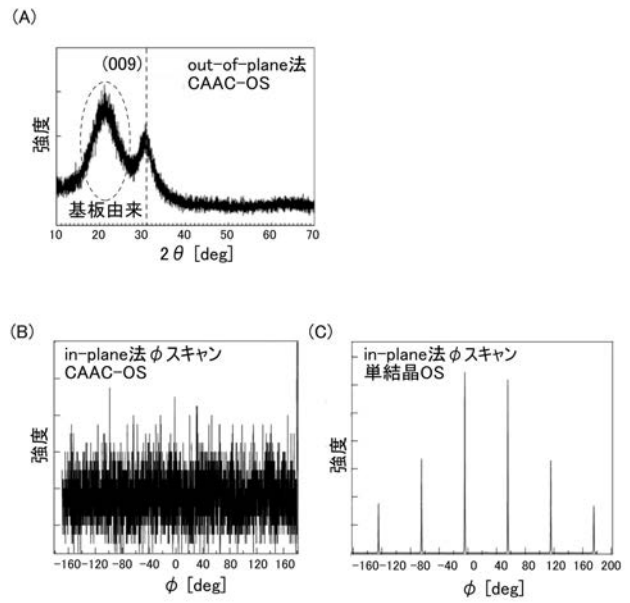 (A)
(009)
out-of-plane法
CAAC-OS
強度
基板由来
10 20 30 40 50 60 70
2θ [deg]
(B)
in-plane法φスキャン
CAAC-OS
強度
-160 -120 -80 -40 0 40 80 120 160
φ [deg]
(C)
in-plane法φスキャン
単結晶OS
強度
-160 -120 -80 -40 0 40 80 120 160 200
φ [deg]